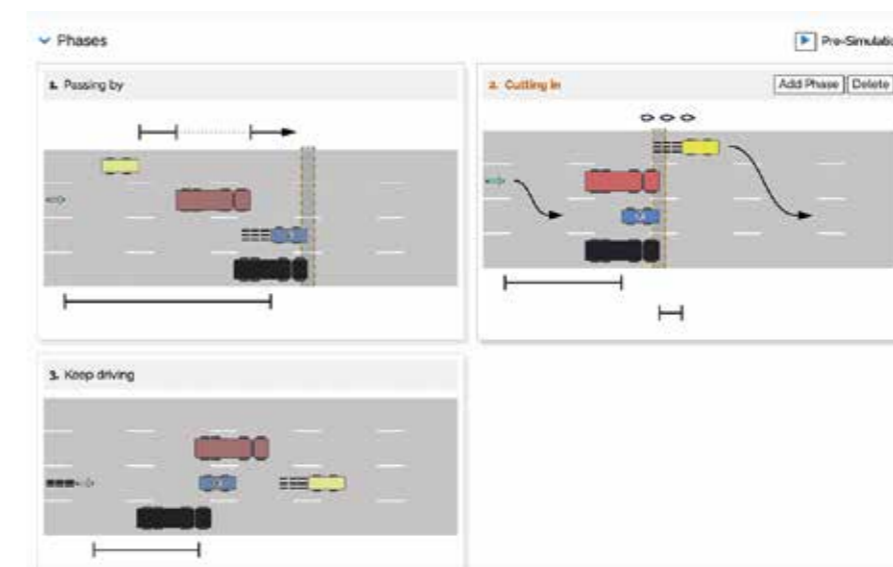 Phases
Pre-Simulatio
1. Passing by
2. Cutting in
Add Phase
Delete
3. Keep driving